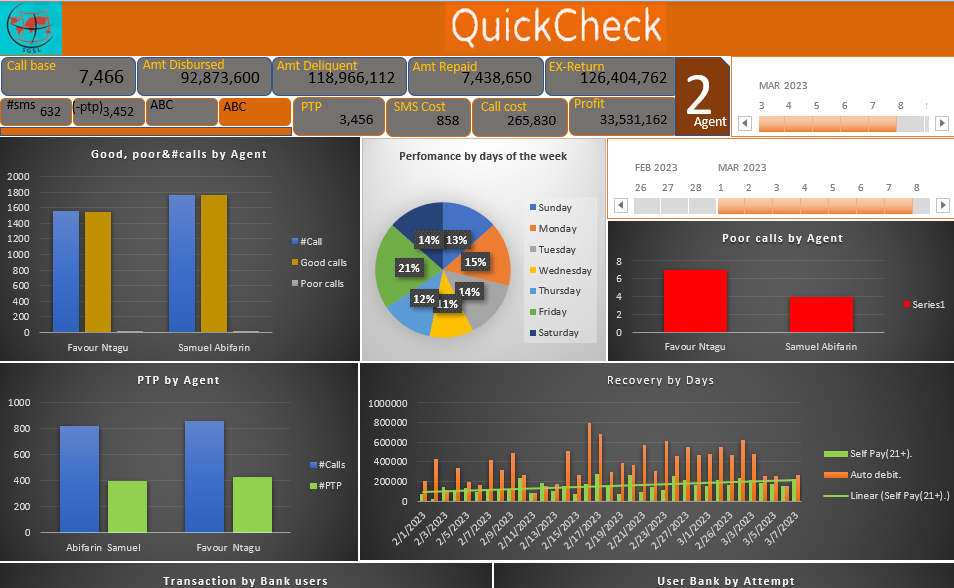 QuickCheck
SGSL
Call base
7,466
Amt Disbursed
92,873,600
Amt Deliquent
118,966,112
Amt Repaid
7,438,650
EX-Return
126,404,762
2
Agent
#sms
632
(-ptp)
3,452
ABC
ABC
PTP
3,456
SMS Cost
858
Call cost
265,830
Profit
33,531,162
MAR 2023
3 4 5 6 7 8
FEB 2023 MAR 2023
26 27 28 1 2 3 4 5 6 7 8
Good, poor&#calls by Agent
2000
1800
1600
1400
1200
1000
800
600
400
200
0
Favour Ntagu Samuel Abifarin
#Call
Good calls
Poor calls
Perfomance by days of the week
14% 13%
15%
21%
14%
12%
11%
Sunday
Monday
Tuesday
Wednesday
Thursday
Friday
Saturday
Poor calls by Agent
8
6
4
2
0
Favour Ntagu Samuel Abifarin
Series1
PTP by Agent
1000
800
600
400
200
0
Abifarin Samuel Favour Ntagu
#Calls
#PTP
Recovery by Days
1000000
800000
600000
400000
200000
0
2/1/2023 2/3/2023 2/5/2023 2/7/2023 2/9/2023 2/11/2023 2/13/2023 2/15/2023 2/17/2023 2/19/2023 2/21/2023 2/23/2023 2/27/2023 3/1/2023 2/26/2023 3/3/2023 3/5/2023 3/7/2023
Self Pay(21+).
Auto debit.
Linear (Self Pay(21+).)
Transaction by Bank users
User Bank by Attempt